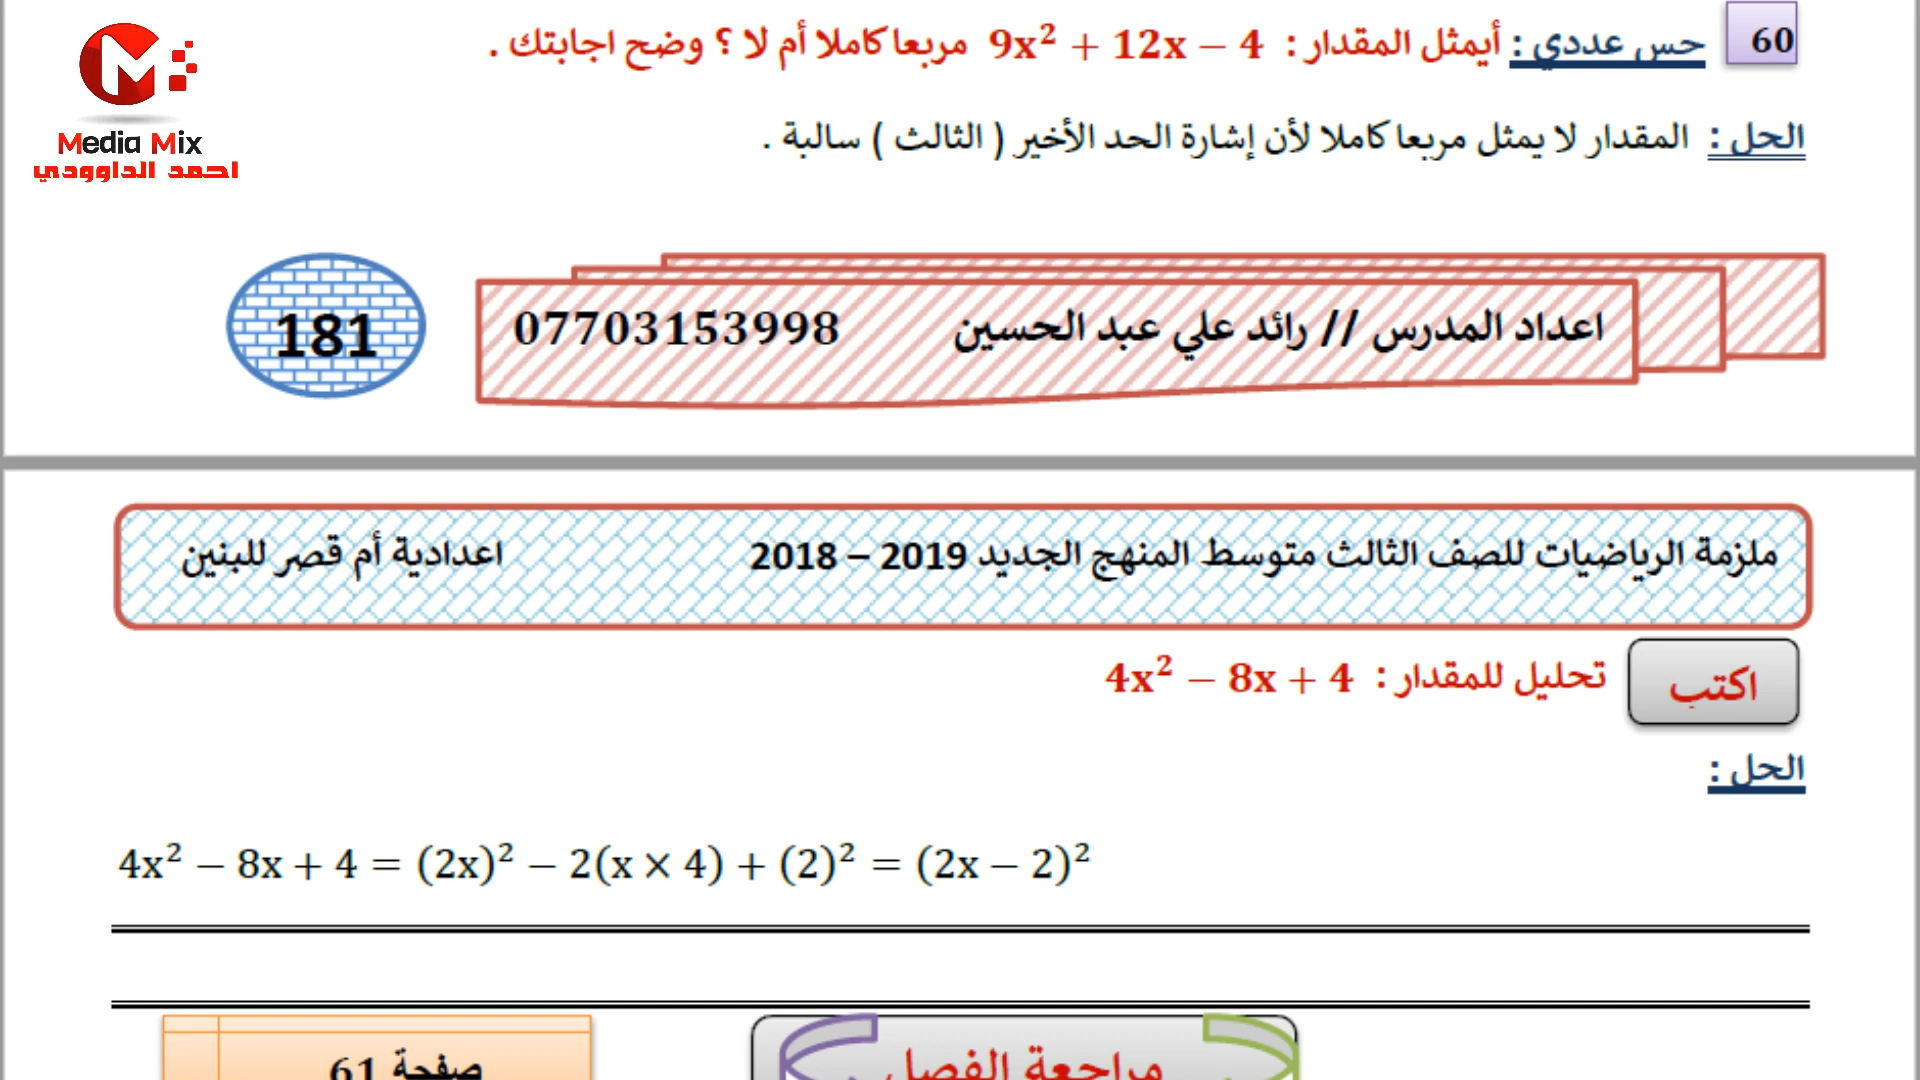 60 حس عددي : أيمثل المقدار : 9x² + 12x − 4 مربعا كاملا أم لا ؟ وضح اجابتك .
Media Mix
احمد الداوودي
الحل : المقدار لا يمثل مربعا كاملا لأن إشارة الحد الأخير ( الثالث ) سالبة .
اعداد المدرس // رائد علي عبد الحسين 07703153998
181
ملزمة الرياضيات للصف الثالث متوسط المنهج الجديد 2019 – 2018 اعدادية أم قصر للبنين
اكتب تحليل للمقدار : 4x² − 8x + 4
الحل :
4x² − 8x + 4 = (2x)² − 2(x × 4) + (2)² = (2x − 2)²
مراجعة الفصل
صفحة 61